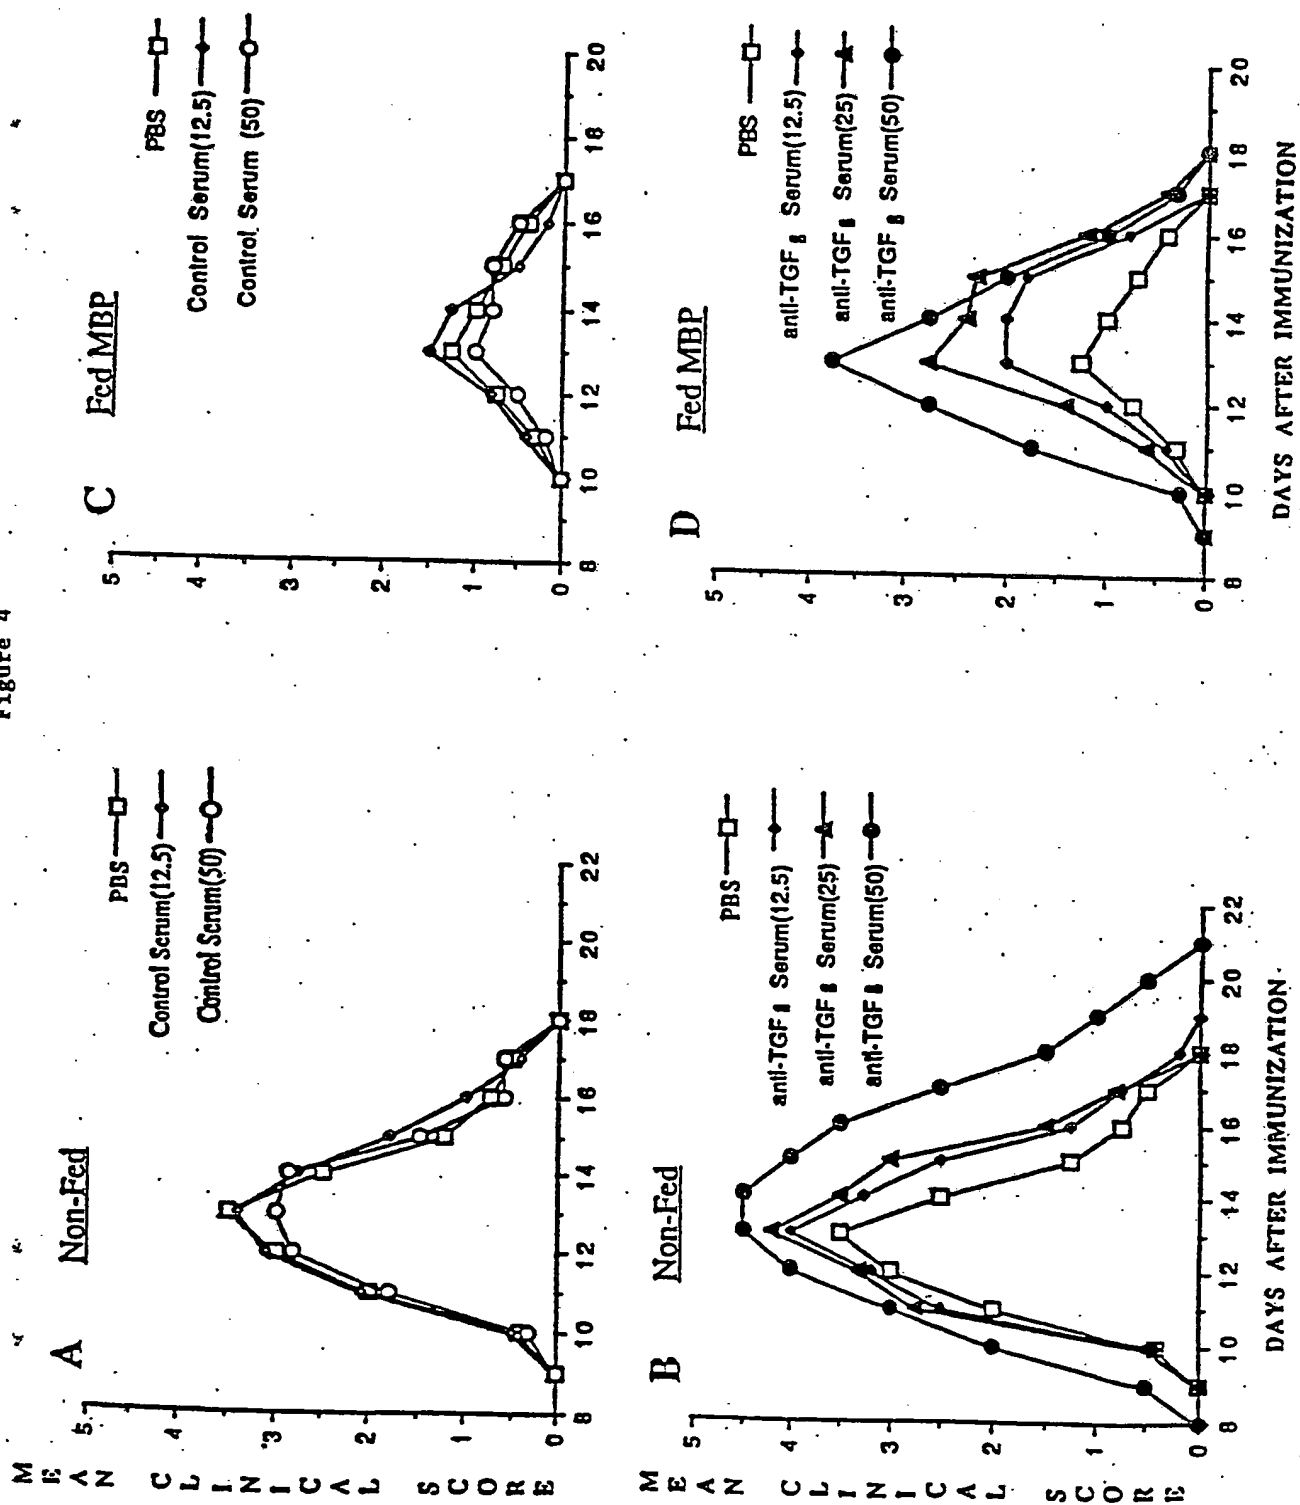 Figure 4
A
Non-Fed
PBS
Control Serum(12.5)
Control Serum(50)
MEAN CLINICAL SCORE
5
4
3
2
1
0
8 10 12 14 16 18 20 22
C
Fed MBP
PBS
Control Serum(12.5)
Control Serum (50)
5
4
3
2
1
0
8 10 12 14 16 18 20
B
Non-Fed
PBS
anti-TGF β Serum(12.5)
anti-TGF β Serum(25)
anti-TGF β Serum(50)
MEAN CLINICAL SCORE
5
4
3
2
1
0
8 10 12 14 16 18 20 22
DAYS AFTER IMMUNIZATION
D
Fed MBP
PBS
anti-TGF β Serum(12.5)
anti-TGF β Serum(25)
anti-TGF β Serum(50)
5
4
3
2
1
0
8 10 12 14 16 18 20
DAYS AFTER IMMUNIZATION